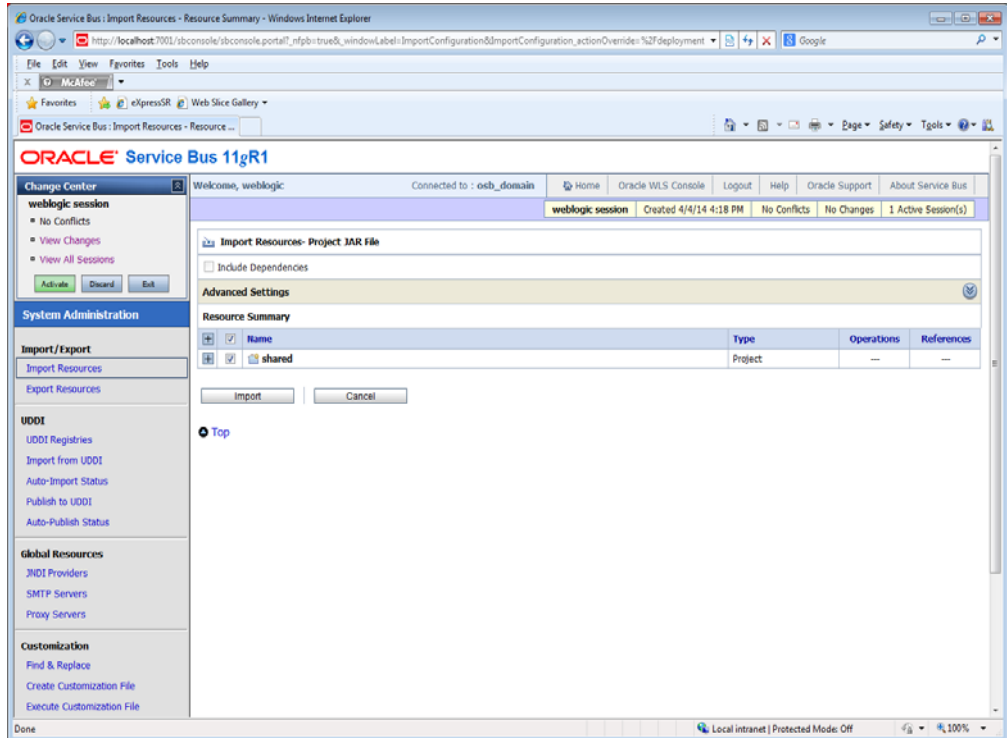 Oracle Service Bus : Import Resources - Resource Summary - Windows Internet Explorer
http://localhost:7001/sbconsole/sbconsole.portal?_nfpb=true&_windowLabel=ImportConfiguration&ImportConfiguration_actionOverride=%2Fdeployment
Google
File Edit View Favorites Tools Help
X McAfee
Favorites eXpressSR Web Slice Gallery
Oracle Service Bus : Import Resources - Resource ...
Page Safety Tools
ORACLE Service Bus 11gR1
Change Center
weblogic session
No Conflicts
View Changes
View All Sessions
Activate Discard Exit
Welcome, weblogic Connected to : osb_domain Home Oracle WLS Console Logout Help Oracle Support About Service Bus
weblogic session Created 4/4/14 4:18 PM No Conflicts No Changes 1 Active Session(s)
Import Resources- Project JAR File
Include Dependencies
Advanced Settings
Resource Summary
Name Type Operations References
shared Project --- ---
Import Cancel
Top
System Administration
Import/Export
Import Resources
Export Resources
UDDI
UDDI Registries
Import from UDDI
Auto-Import Status
Publish to UDDI
Auto-Publish Status
Global Resources
JNDI Providers
SMTP Servers
Proxy Servers
Customization
Find & Replace
Create Customization File
Execute Customization File
Done Local intranet | Protected Mode: Off 100%